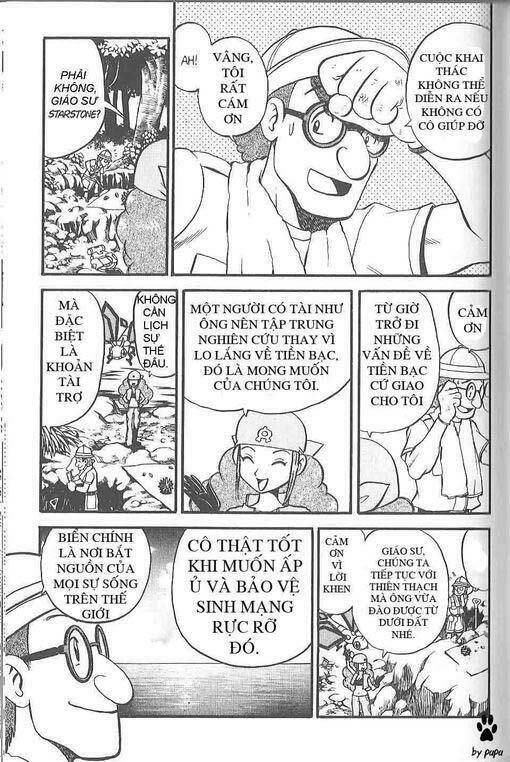 CUỘC KHAI
THÁC
KHÔNG THỂ
DIỄN RA NẾU
KHÔNG CÓ
CÔ GIÚP ĐỠ
VÂNG,
TÔI
RẤT
CÁM
ƠN
AH!
PHẢI
KHÔNG,
GIÁO SƯ
STARSTONE?
CẢM
ƠN
TỪ GIỜ
TRỞ ĐI
NHỮNG
VẤN ĐỀ VỀ
TIỀN BẠC
CỨ GIAO
CHO TÔI
MỘT NGƯỜI CÓ TÀI NHƯ
ÔNG NÊN TẬP TRUNG
NGHIÊN CỨU THAY VÌ
LO LẮNG VỀ TIỀN BẠC,
ĐÓ LÀ MONG MUỐN
CỦA CHÚNG TÔI.
KHÔNG
CẦN
LỊCH
SỰ THẾ
ĐÂU.
MÀ
ĐẶC
BIỆT LÀ
KHOẢN
TÀI
TRỢ
GIÁO SƯ,
CHÚNG TA
TIẾP TỤC VỚI
THIÊN THẠCH
MÀ ÔNG VỪA
ĐÀO ĐƯỢC TỪ
DƯỚI ĐẤT
NHÉ.
CẢM
ƠN
VÌ
LỜI
KHEN
CÔ THẬT TỐT
KHI MUỐN ẤP
Ủ VÀ BẢO VỆ
SINH MẠNG
RỰC RỠ
ĐÓ.
BIỂN CHÍNH
LÀ NƠI BẮT
NGUỒN CỦA
MỌI SỰ SỐNG
TRÊN THẾ
GIỚI
by papa